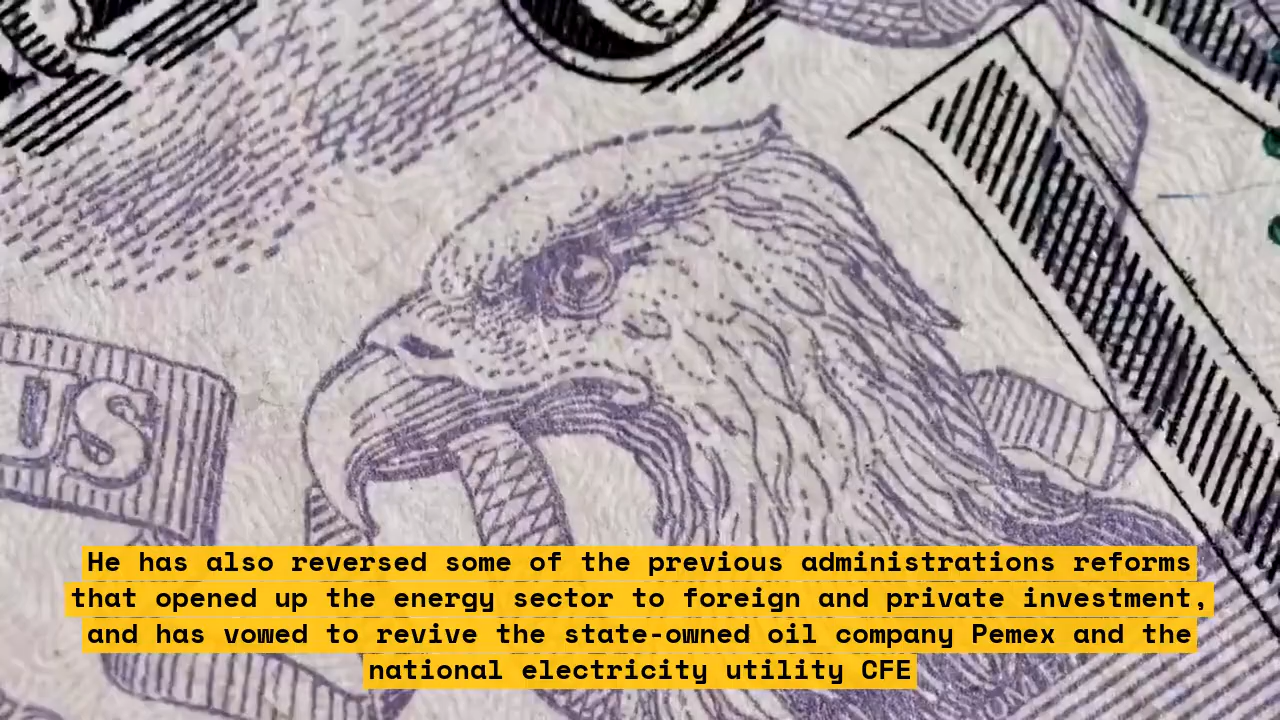 US
He has also reversed some of the previous administrations reforms
that opened up the energy sector to foreign and private investment,
and has vowed to revive the state-owned oil company Pemex and the
national electricity utility CFE